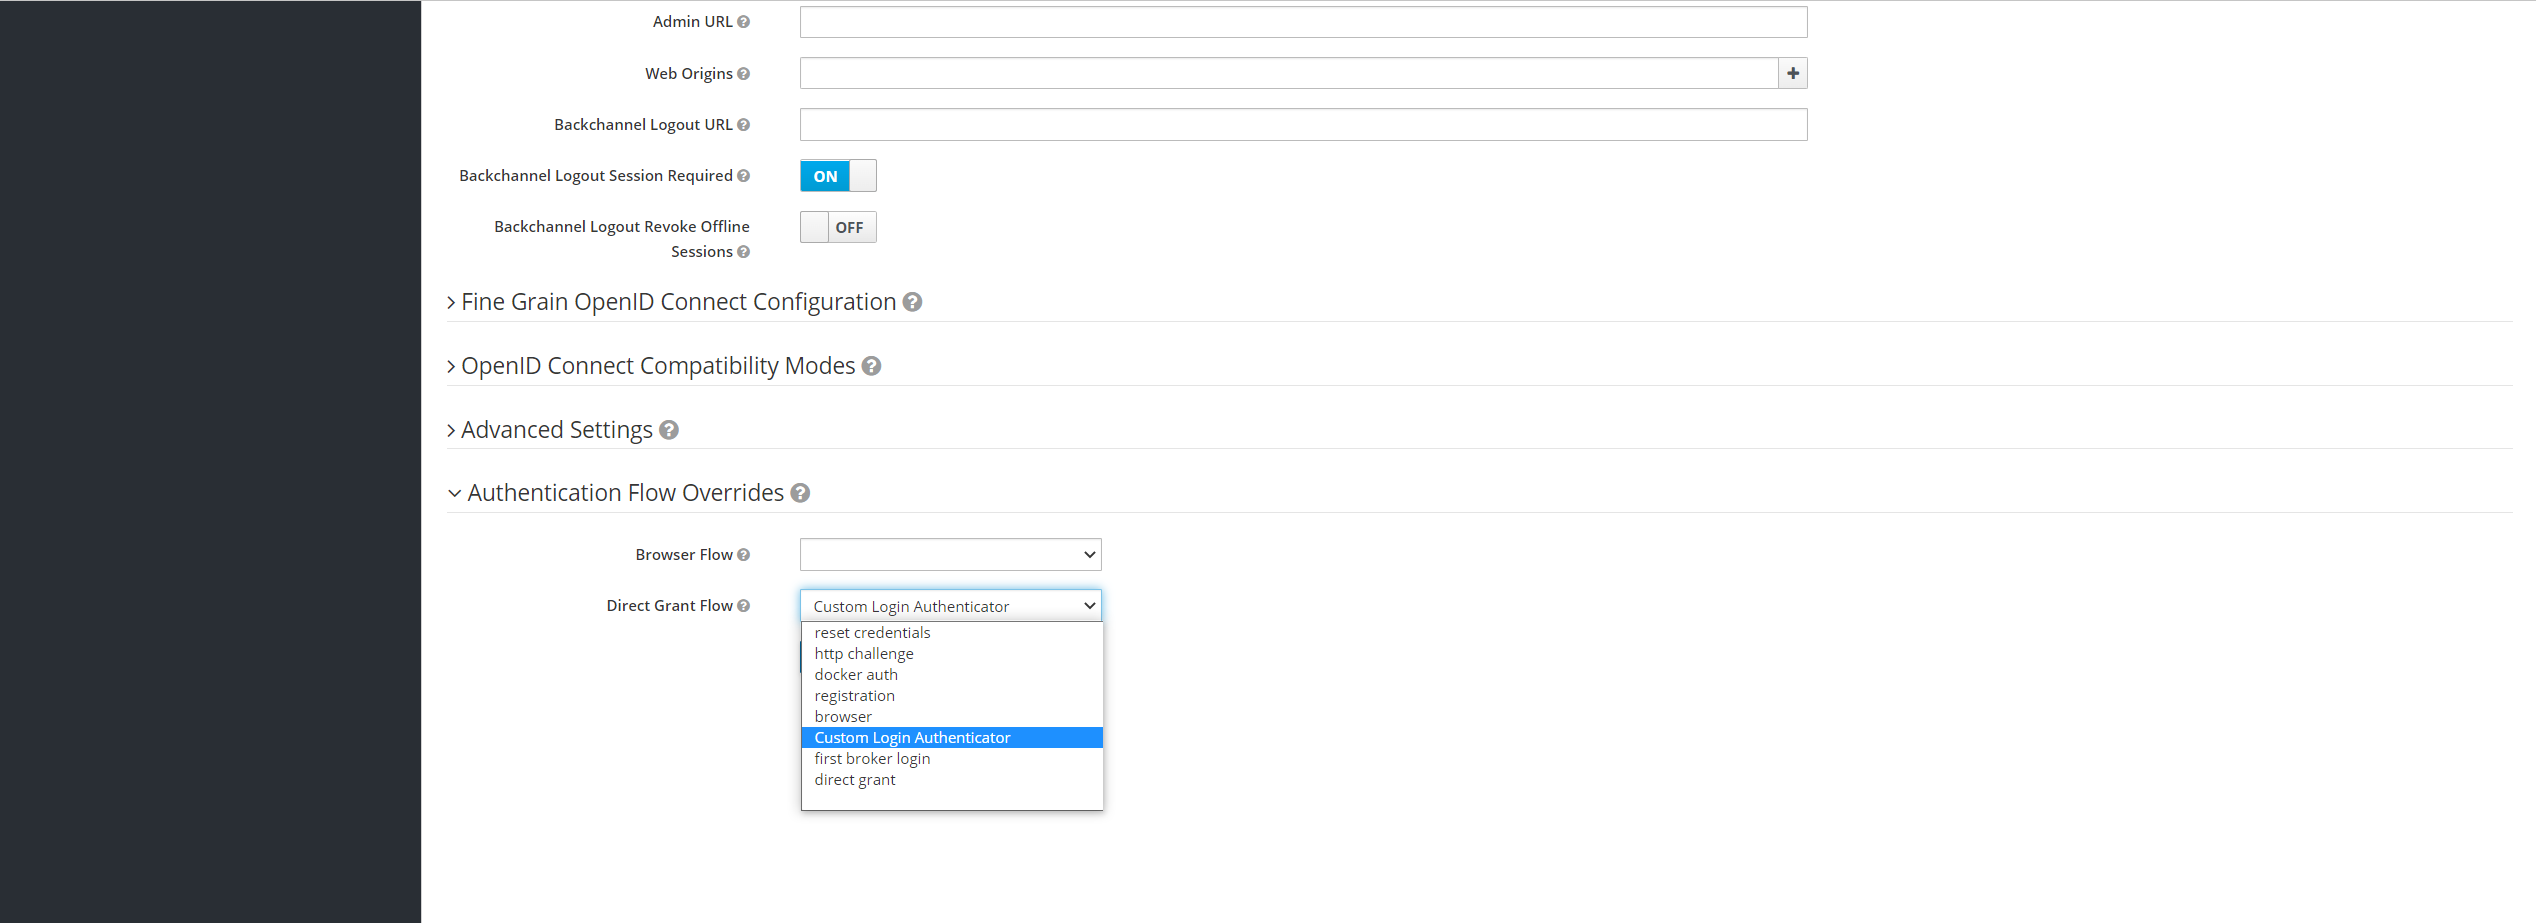 Admin URL
Web Origins
Backchannel Logout URL
Backchannel Logout Session Required
ON
Backchannel Logout Revoke Offline
Sessions
OFF
Fine Grain OpenID Connect Configuration
OpenID Connect Compatibility Modes
Advanced Settings
Authentication Flow Overrides
Browser Flow
Direct Grant Flow
Custom Login Authenticator
reset credentials
http challenge
docker auth
registration
browser
Custom Login Authenticator
first broker login
direct grant